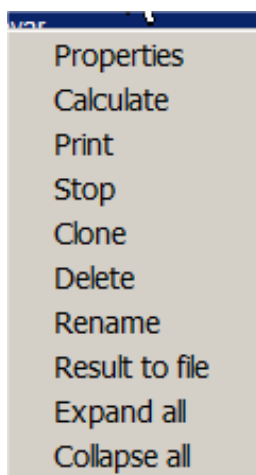 Properties
Calculate
Print
Stop
Clone
Delete
Rename
Result to file
Expand all
Collapse all